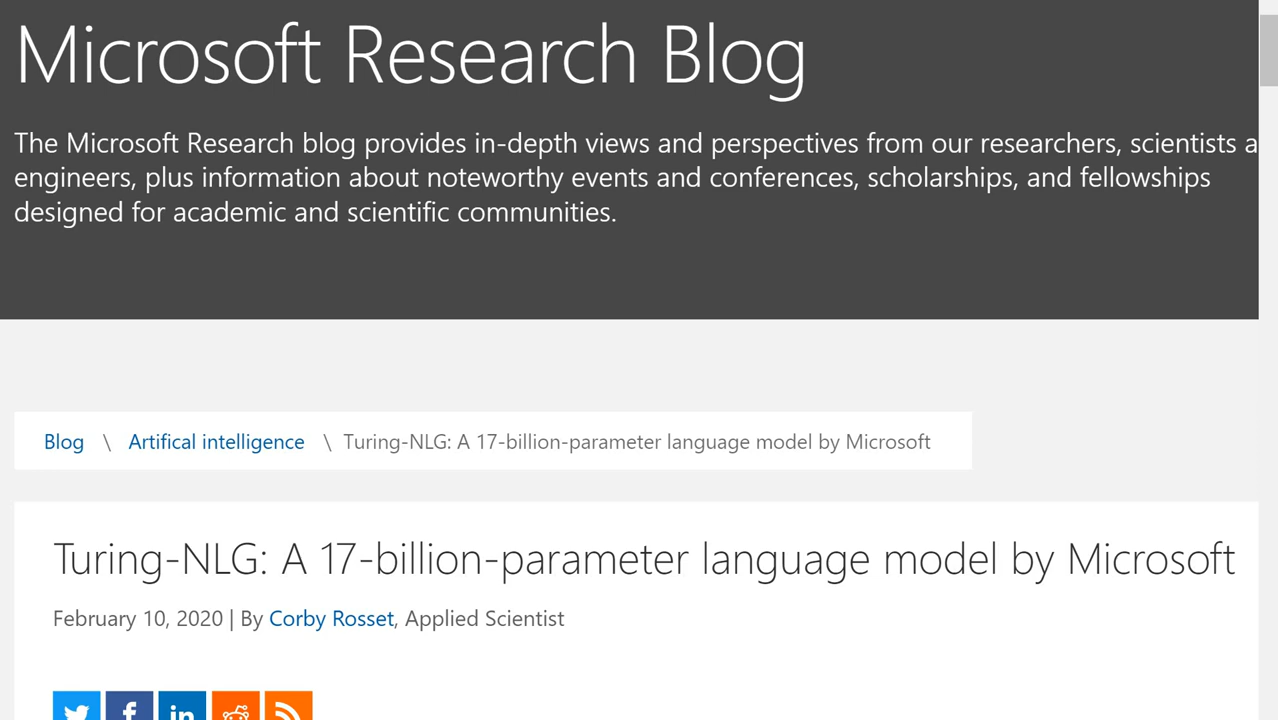 Microsoft Research Blog
The Microsoft Research blog provides in-depth views and perspectives from our researchers, scientists a
engineers, plus information about noteworthy events and conferences, scholarships, and fellowships
designed for academic and scientific communities.
Blog \ Artifical intelligence \ Turing-NLG: A 17-billion-parameter language model by Microsoft
Turing-NLG: A 17-billion-parameter language model by Microsoft
February 10, 2020 | By Corby Rosset, Applied Scientist